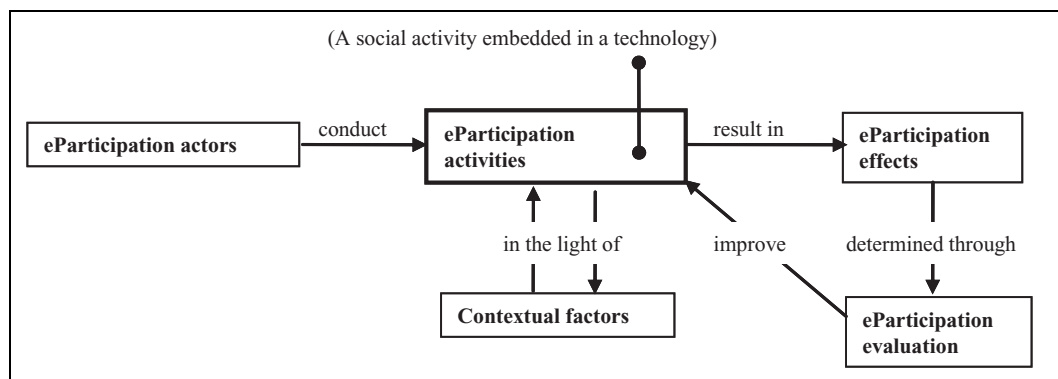 (A social activity embedded in a technology)
eParticipation actors
conduct
eParticipation
activities
result in
eParticipation
effects
in the light of
improve
determined through
Contextual factors
eParticipation
evaluation